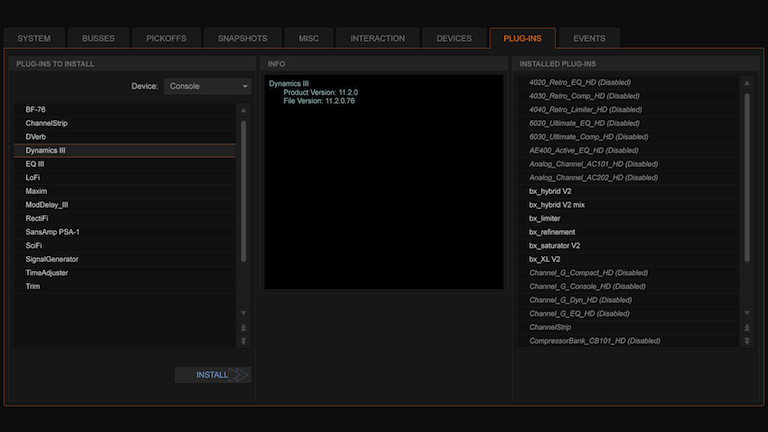 SYSTEM
BUSSES
PICKOFFS
SNAPSHOTS
MISC
INTERACTION
DEVICES
PLUG-INS
EVENTS
PLUG-INS TO INSTALL
Device: Console
BF-76
ChannelStrip
DVerb
Dynamics III
EQ III
LoFi
Maxim
ModDelay_III
RectiFi
SansAmp PSA-1
SciFi
SignalGenerator
TimeAdjuster
Trim
INSTALL
INFO
Dynamics III
Product Version: 11.2.0
File Version: 11.2.0.76
INSTALLED PLUG-INS
4020_Retro_EQ_HD (Disabled)
4030_Retro_Comp_HD (Disabled)
4040_Retro_Limiter_HD (Disabled)
6020_Ultimate_EQ_HD (Disabled)
6030_Ultimate_Comp_HD (Disabled)
AE400_Active_EQ_HD (Disabled)
Analog_Channel_AC101_HD (Disabled)
Analog_Channel_AC202_HD (Disabled)
bx_hybrid V2
bx_hybrid V2 mix
bx_limiter
bx_refinement
bx_saturator V2
bx_XL V2
Channel_G_Compact_HD (Disabled)
Channel_G_Console_HD (Disabled)
Channel_G_Dyn_HD (Disabled)
Channel_G_EQ_HD (Disabled)
ChannelStrip
CompressorBank_CB101_HD (Disabled)